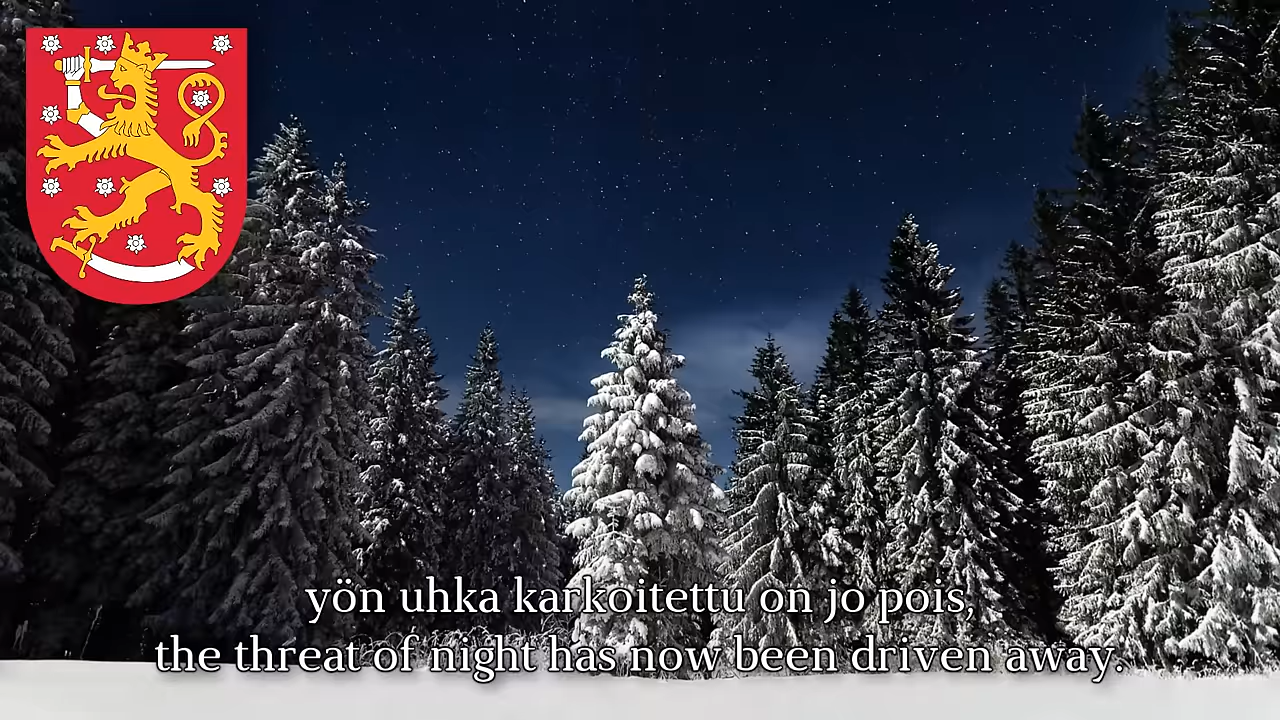 yön uhka karkoitettu on jo pois,
the threat of night has now been driven away.